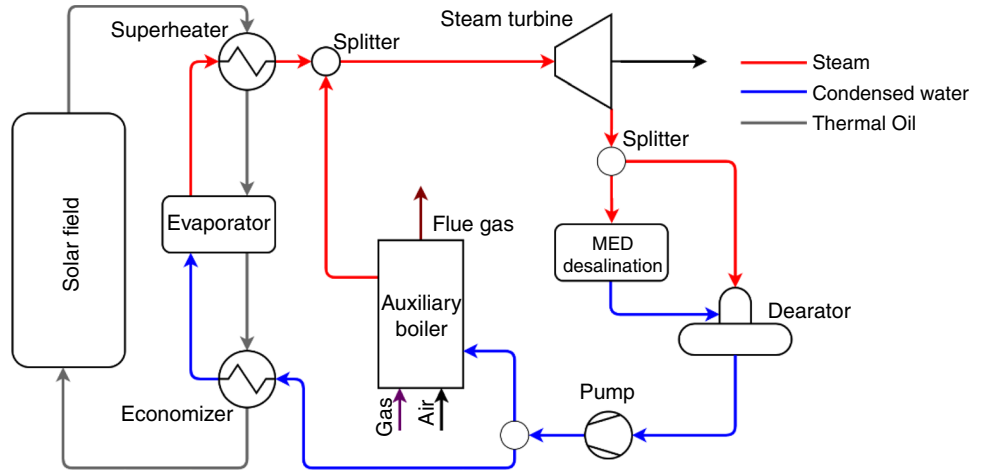 Steam turbine
Superheater
Splitter
Steam
Condensed water
Thermal Oil
Splitter
Solar field
Evaporator
Flue gas
MED
desalination
Auxiliary
boiler
Dearator
Economizer
Gas
Air
Pump